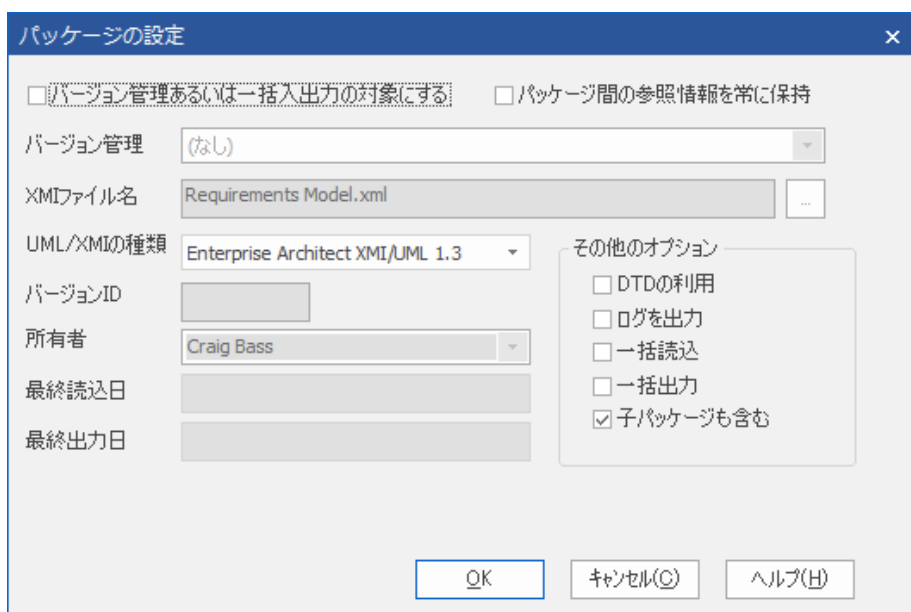 パッケージの設定
バージョン管理あるいは一括入出力の対象にする パッケージ間の参照情報を常に保持
バージョン管理 (なし)
XMIファイル名 Requirements Model.xml ...
UML/XMIの種類 Enterprise Architect XMI/UML 1.3
その他のオプション
バージョンID
所有者 Craig Bass
最終読込日
最終出力日
DTDの利用
ログを出力
一括読込
一括出力
子パッケージも含む
OK キャンセル(C) ヘルプ(H)